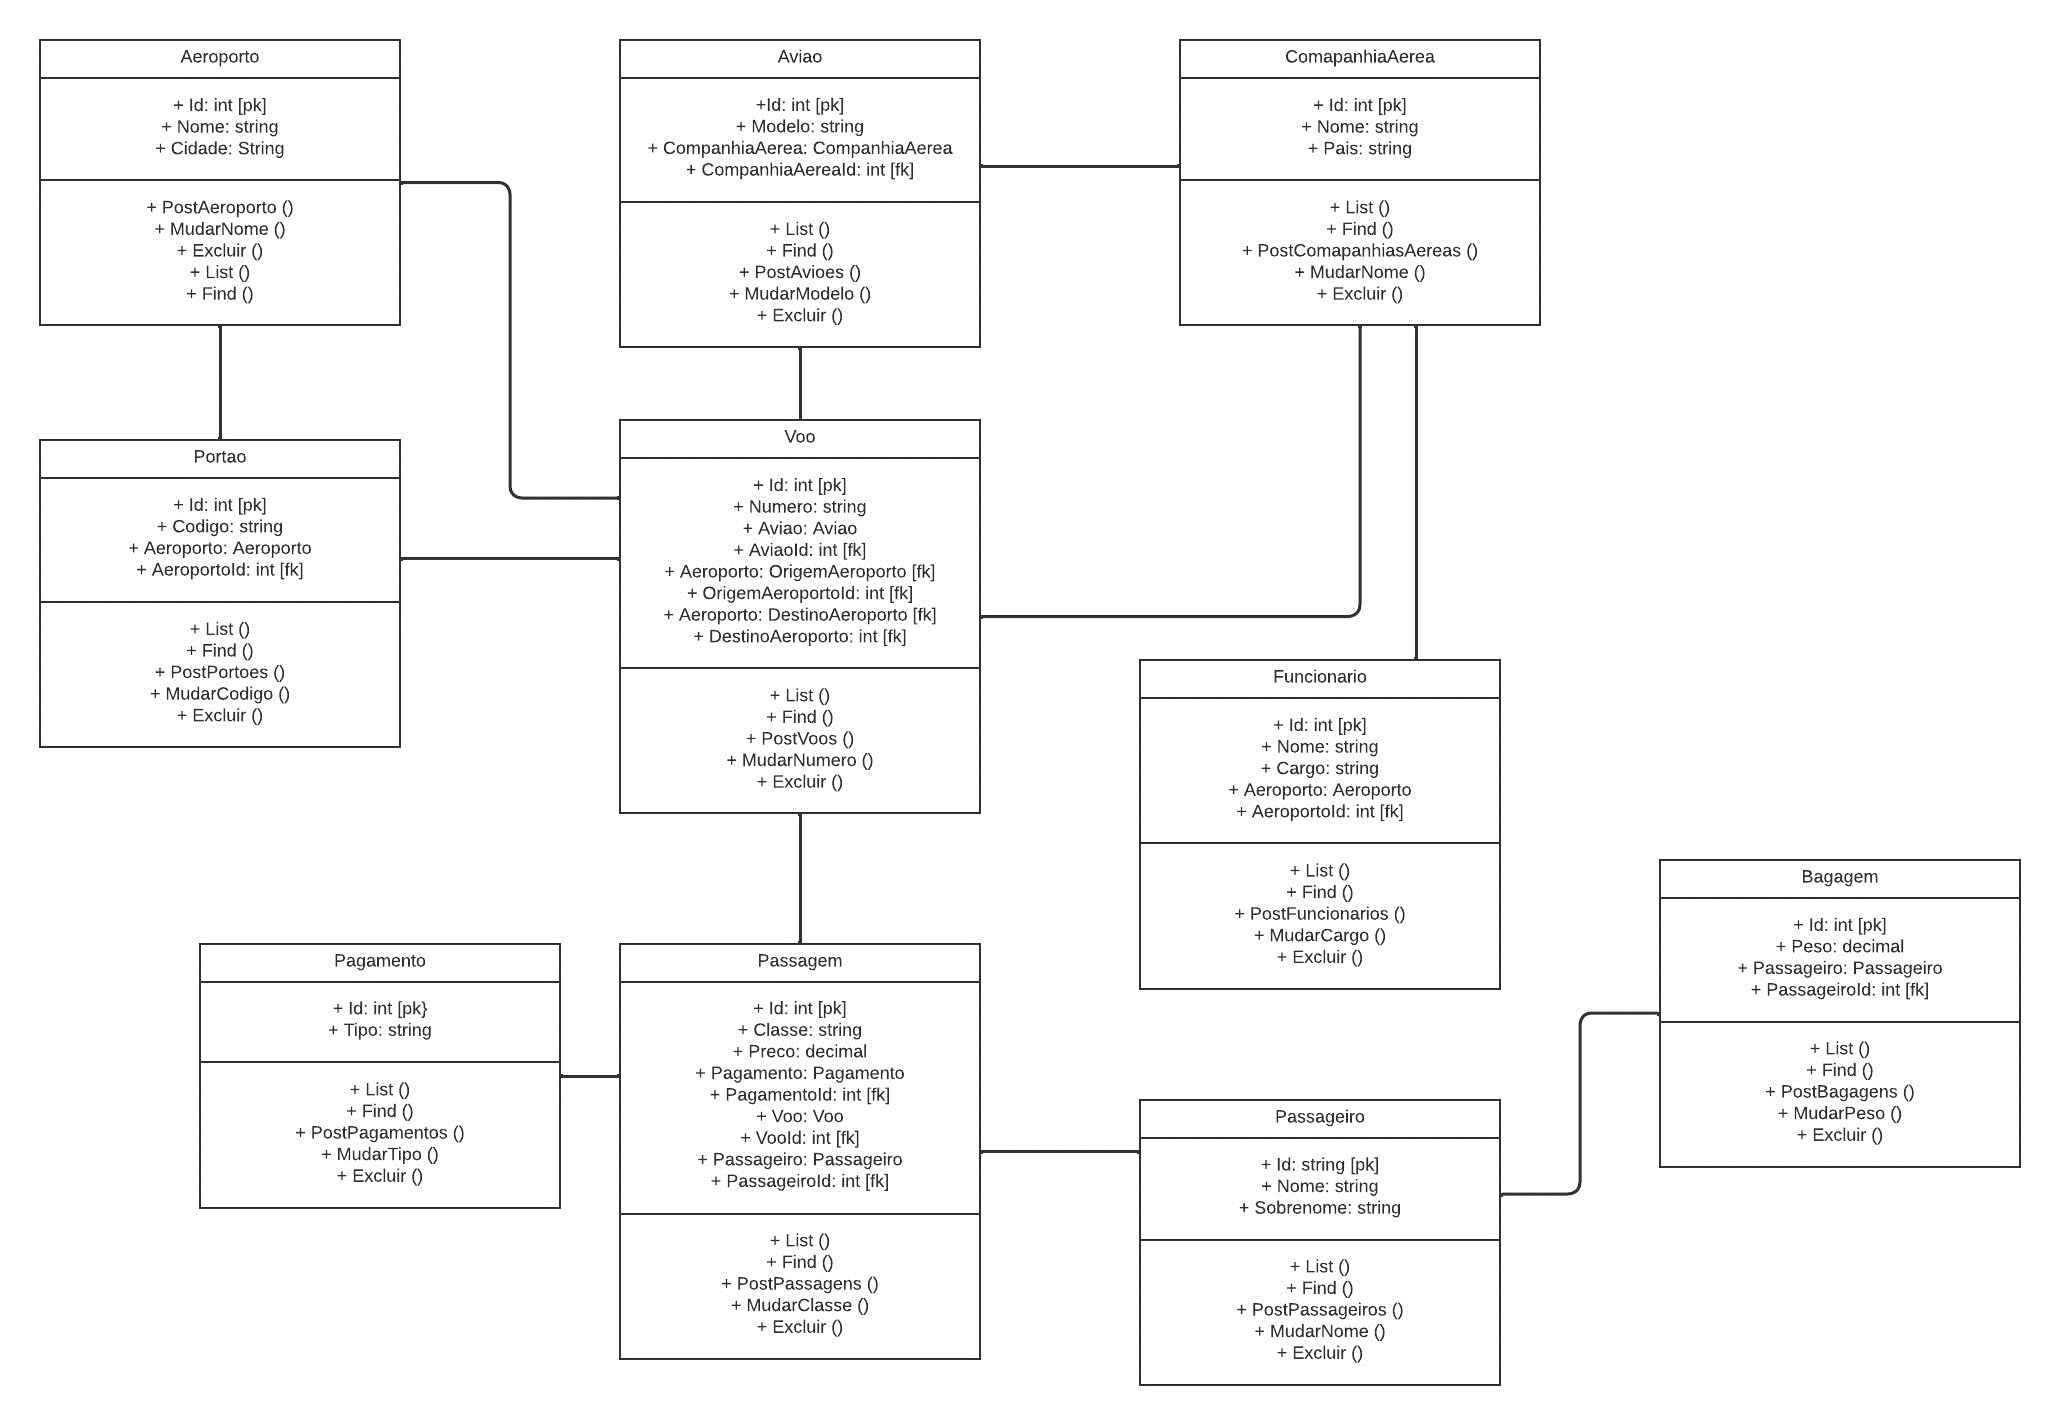 Aeroporto
+ Id: int [pk]
+ Nome: string
+ Cidade: String
+ PostAeroporto ()
+ MudarNome ()
+ Excluir ()
+ List ()
+ Find ()
Aviao
+Id: int [pk]
+ Modelo: string
+ CompanhiaAerea: CompanhiaAerea
+ CompanhiaAereaId: int [fk]
+ List ()
+ Find ()
+ PostAvioes ()
+ MudarModelo ()
+ Excluir ()
ComapanhiaAerea
+ Id: int [pk]
+ Nome: string
+ Pais: string
+ List ()
+ Find ()
+ PostComapanhiasAereas ()
+ MudarNome ()
+ Excluir ()
Portao
+ Id: int [pk]
+ Codigo: string
+ Aeroporto: Aeroporto
+ AeroportoId: int [fk]
+ List ()
+ Find ()
+ PostPortoes ()
+ MudarCodigo ()
+ Excluir ()
Voo
+ Id: int [pk]
+ Numero: string
+ Aviao: Aviao
+ AviaoId: int [fk]
+ Aeroporto: OrigemAeroporto [fk]
+ OrigemAeroportoId: int [fk]
+ Aeroporto: DestinoAeroporto [fk]
+ DestinoAeroporto: int [fk]
+ List ()
+ Find ()
+ PostVoos ()
+ MudarNumero ()
+ Excluir ()
Funcionario
+ Id: int [pk]
+ Nome: string
+ Cargo: string
+ Aeroporto: Aeroporto
+ AeroportoId: int [fk]
+ List ()
+ Find ()
+ PostFuncionarios ()
+ MudarCargo ()
+ Excluir ()
Bagagem
+ Id: int [pk]
+ Peso: decimal
+ Passageiro: Passageiro
+ PassageiroId: int [fk]
+ List ()
+ Find ()
+ PostBagagens ()
+ MudarPeso ()
+ Excluir ()
Pagamento
+ Id: int [pk}
+ Tipo: string
+ List ()
+ Find ()
+ PostPagamentos ()
+ MudarTipo ()
+ Excluir ()
Passagem
+ Id: int [pk]
+ Classe: string
+ Preco: decimal
+ Pagamento: Pagamento
+ PagamentoId: int [fk]
+ Voo: Voo
+ VooId: int [fk]
+ Passageiro: Passageiro
+ PassageiroId: int [fk]
+ List ()
+ Find ()
+ PostPassagens ()
+ MudarClasse ()
+ Excluir ()
Passageiro
+ Id: string [pk]
+ Nome: string
+ Sobrenome: string
+ List ()
+ Find ()
+ PostPassageiros ()
+ MudarNome ()
+ Excluir ()